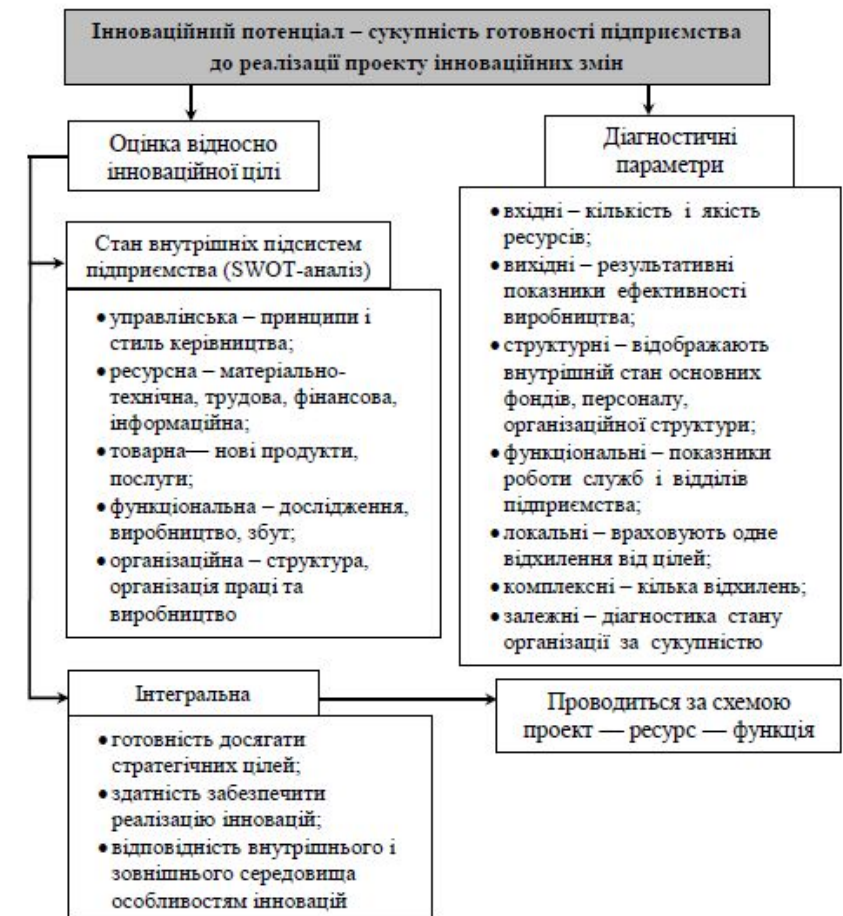 Інноваційний потенціал – сукупність готовності підприємства
до реалізації проекту інноваційних змін
Оцінка відносно
інноваційної цілі
Стан внутрішніх підсистем
підприємства (SWOT-аналіз)
• управлінська – принципи і
стиль керівництва;
• ресурсна – матеріально-
технічна, трудова, фінансова,
інформаційна;
• товарна— нові продукти,
послуги;
• функціональна – дослідження,
виробництво, збут;
• організаційна – структура,
організація праці та
виробництво
Діагностичні
параметри
• вхідні – кількість і якість
ресурсів;
• вихідні – результативні
показники ефективності
виробництва;
• структурні – відображають
внутрішній стан основних
фондів, персоналу,
організаційної структури;
• функціональні – показники
роботи служб і відділів
підприємства;
• локальні – враховують одне
відхилення від цілей;
• комплексні – кілька відхилень;
• залежні – діагностика стану
організації за сукупністю
Інтегральна
• готовність досягати
стратегічних цілей;
• здатність забезпечити
реалізацію інновацій;
• відповідність внутрішнього і
зовнішнього середовища
особливостям інновацій
Проводиться за схемою
проект — ресурс — функція